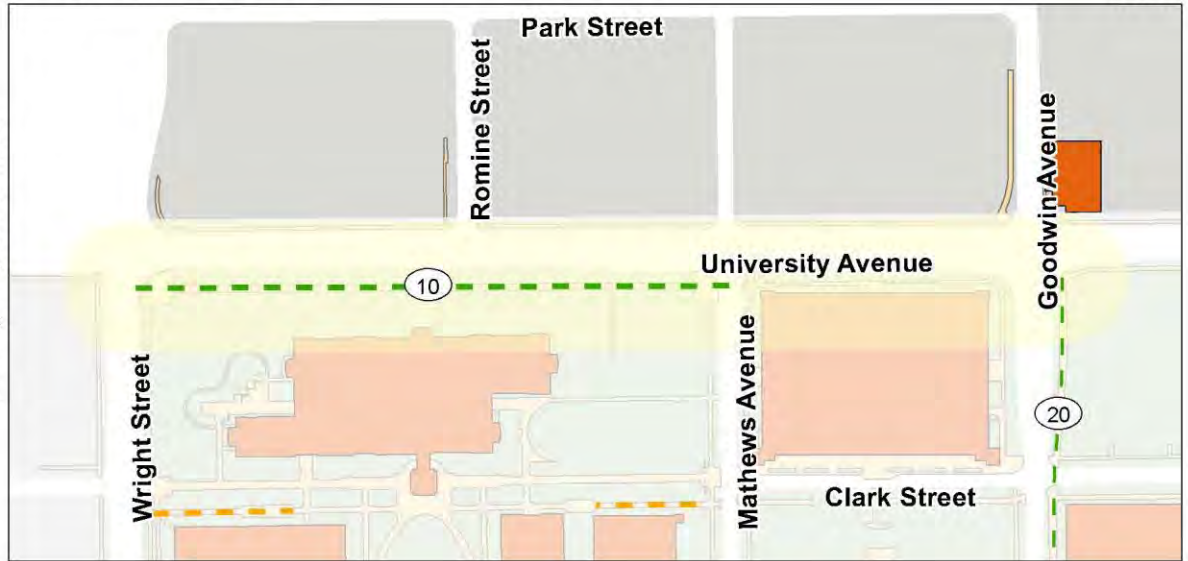 Park Street
Romine Street
Goodwin Avenue
University Avenue
10
Wright Street
Mathews Avenue
20
Clark Street